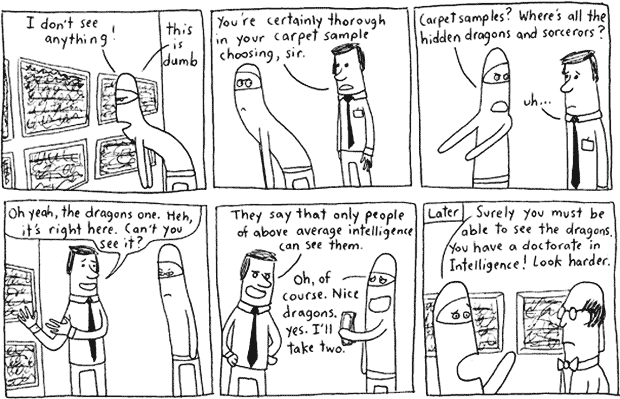 I don't see
anything!
this
is
dumb
You're certainly thorough
in your carpet sample
choosing, sir.
Carpet samples? Where's all the
hidden dragons and sorcerors?
uh...
Oh yeah, the dragons one. Heh,
it's right here. Can't you
see it?
They say that only people
of above average intelligence
can see them.
Oh, of
course. Nice
dragons,
yes. I'll
take two.
Later
Surely you must be
able to see the dragons.
You have a doctorate in
Intelligence! Look harder.